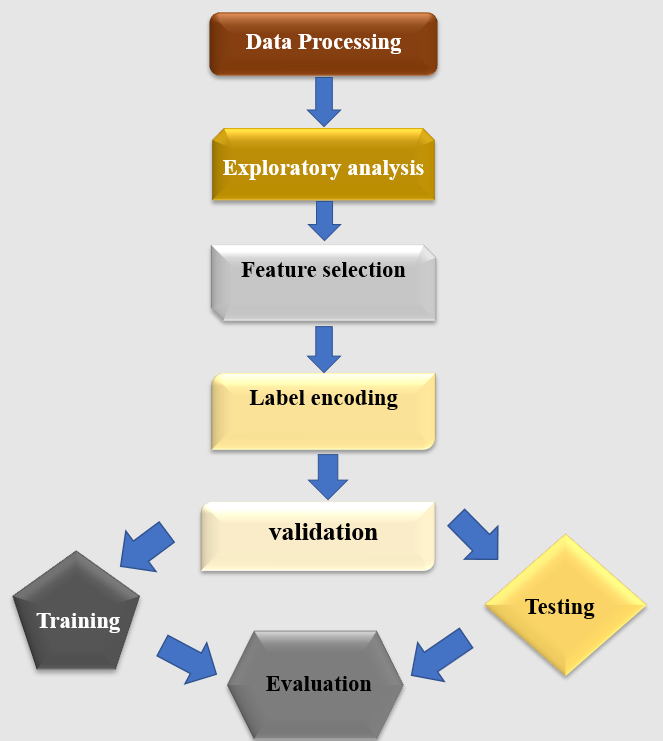 Data Processing
Exploratory analysis
Feature selection
Label encoding
validation
Training
Testing
Evaluation